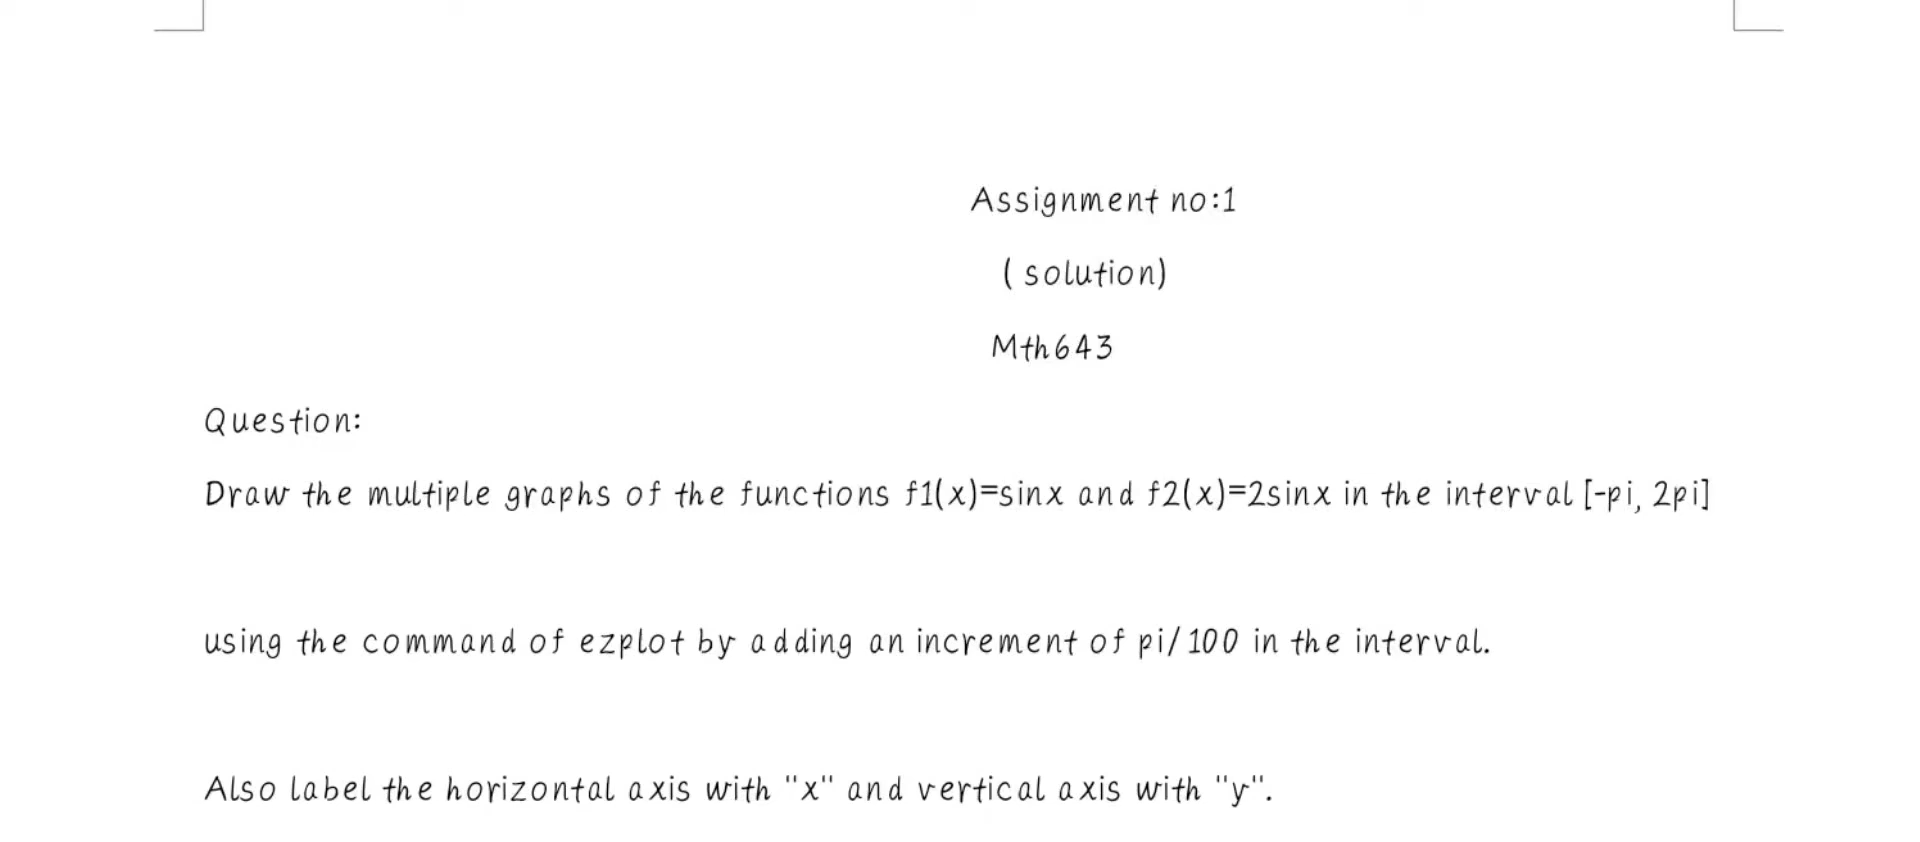 Assignment no:1
( solution)
Mth643
Question:
Draw the multiple graphs of the functions f1(x)=sinx and f2(x)=2sinx in the interval [-pi, 2pi]
using the command of ezplot by adding an increment of pi/100 in the interval.
Also label the horizontal axis with "x" and vertical axis with "y".